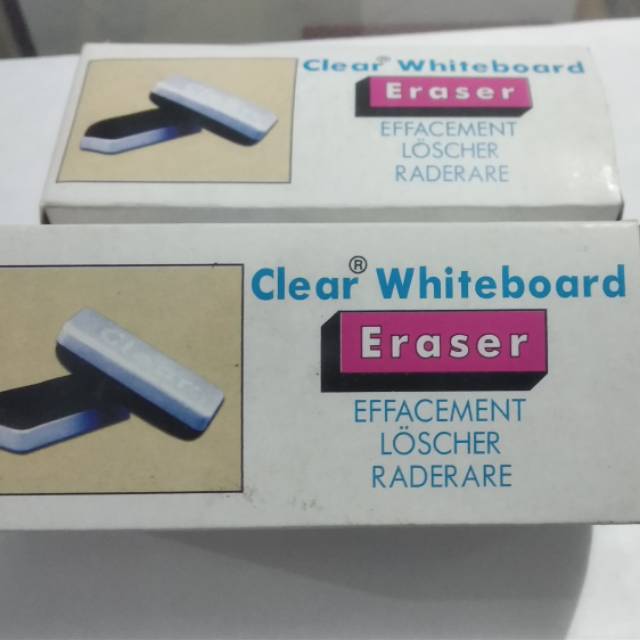 Clear® Whiteboard
Eraser
EFFACEMENT
LÖSCHER
RADERARE
Clear® Whiteboard
Eraser
EFFACEMENT
LÖSCHER
RADERARE